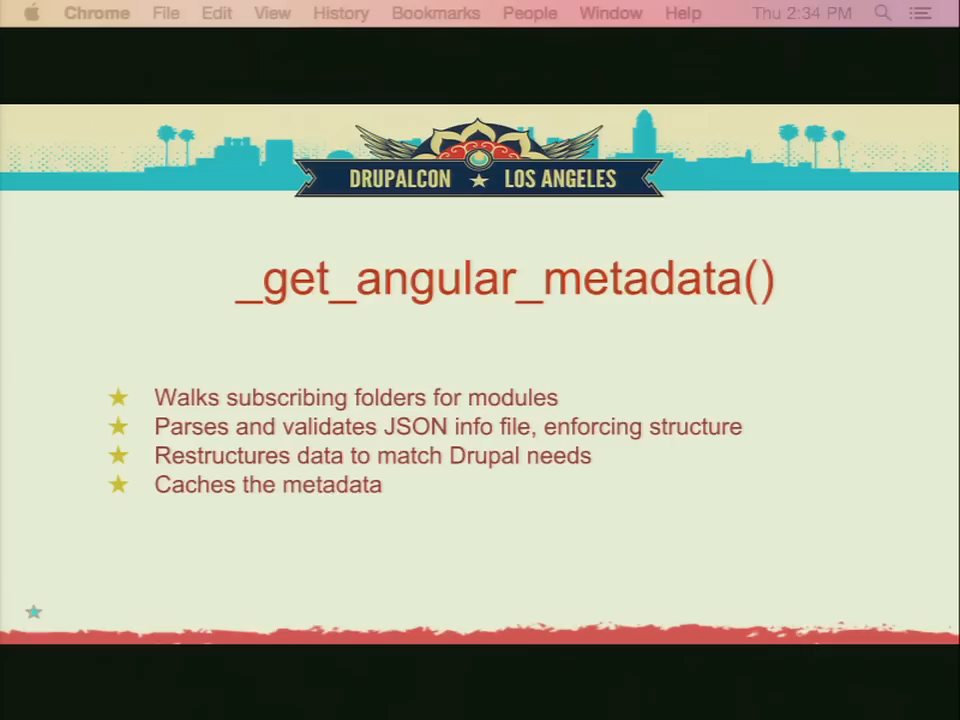 Chrome File Edit View History Bookmarks People Window Help Thu 2:34 PM
DRUPALCON ★ LOS ANGELES
_get_angular_metadata()
★ Walks subscribing folders for modules
★ Parses and validates JSON info file, enforcing structure
★ Restructures data to match Drupal needs
★ Caches the metadata